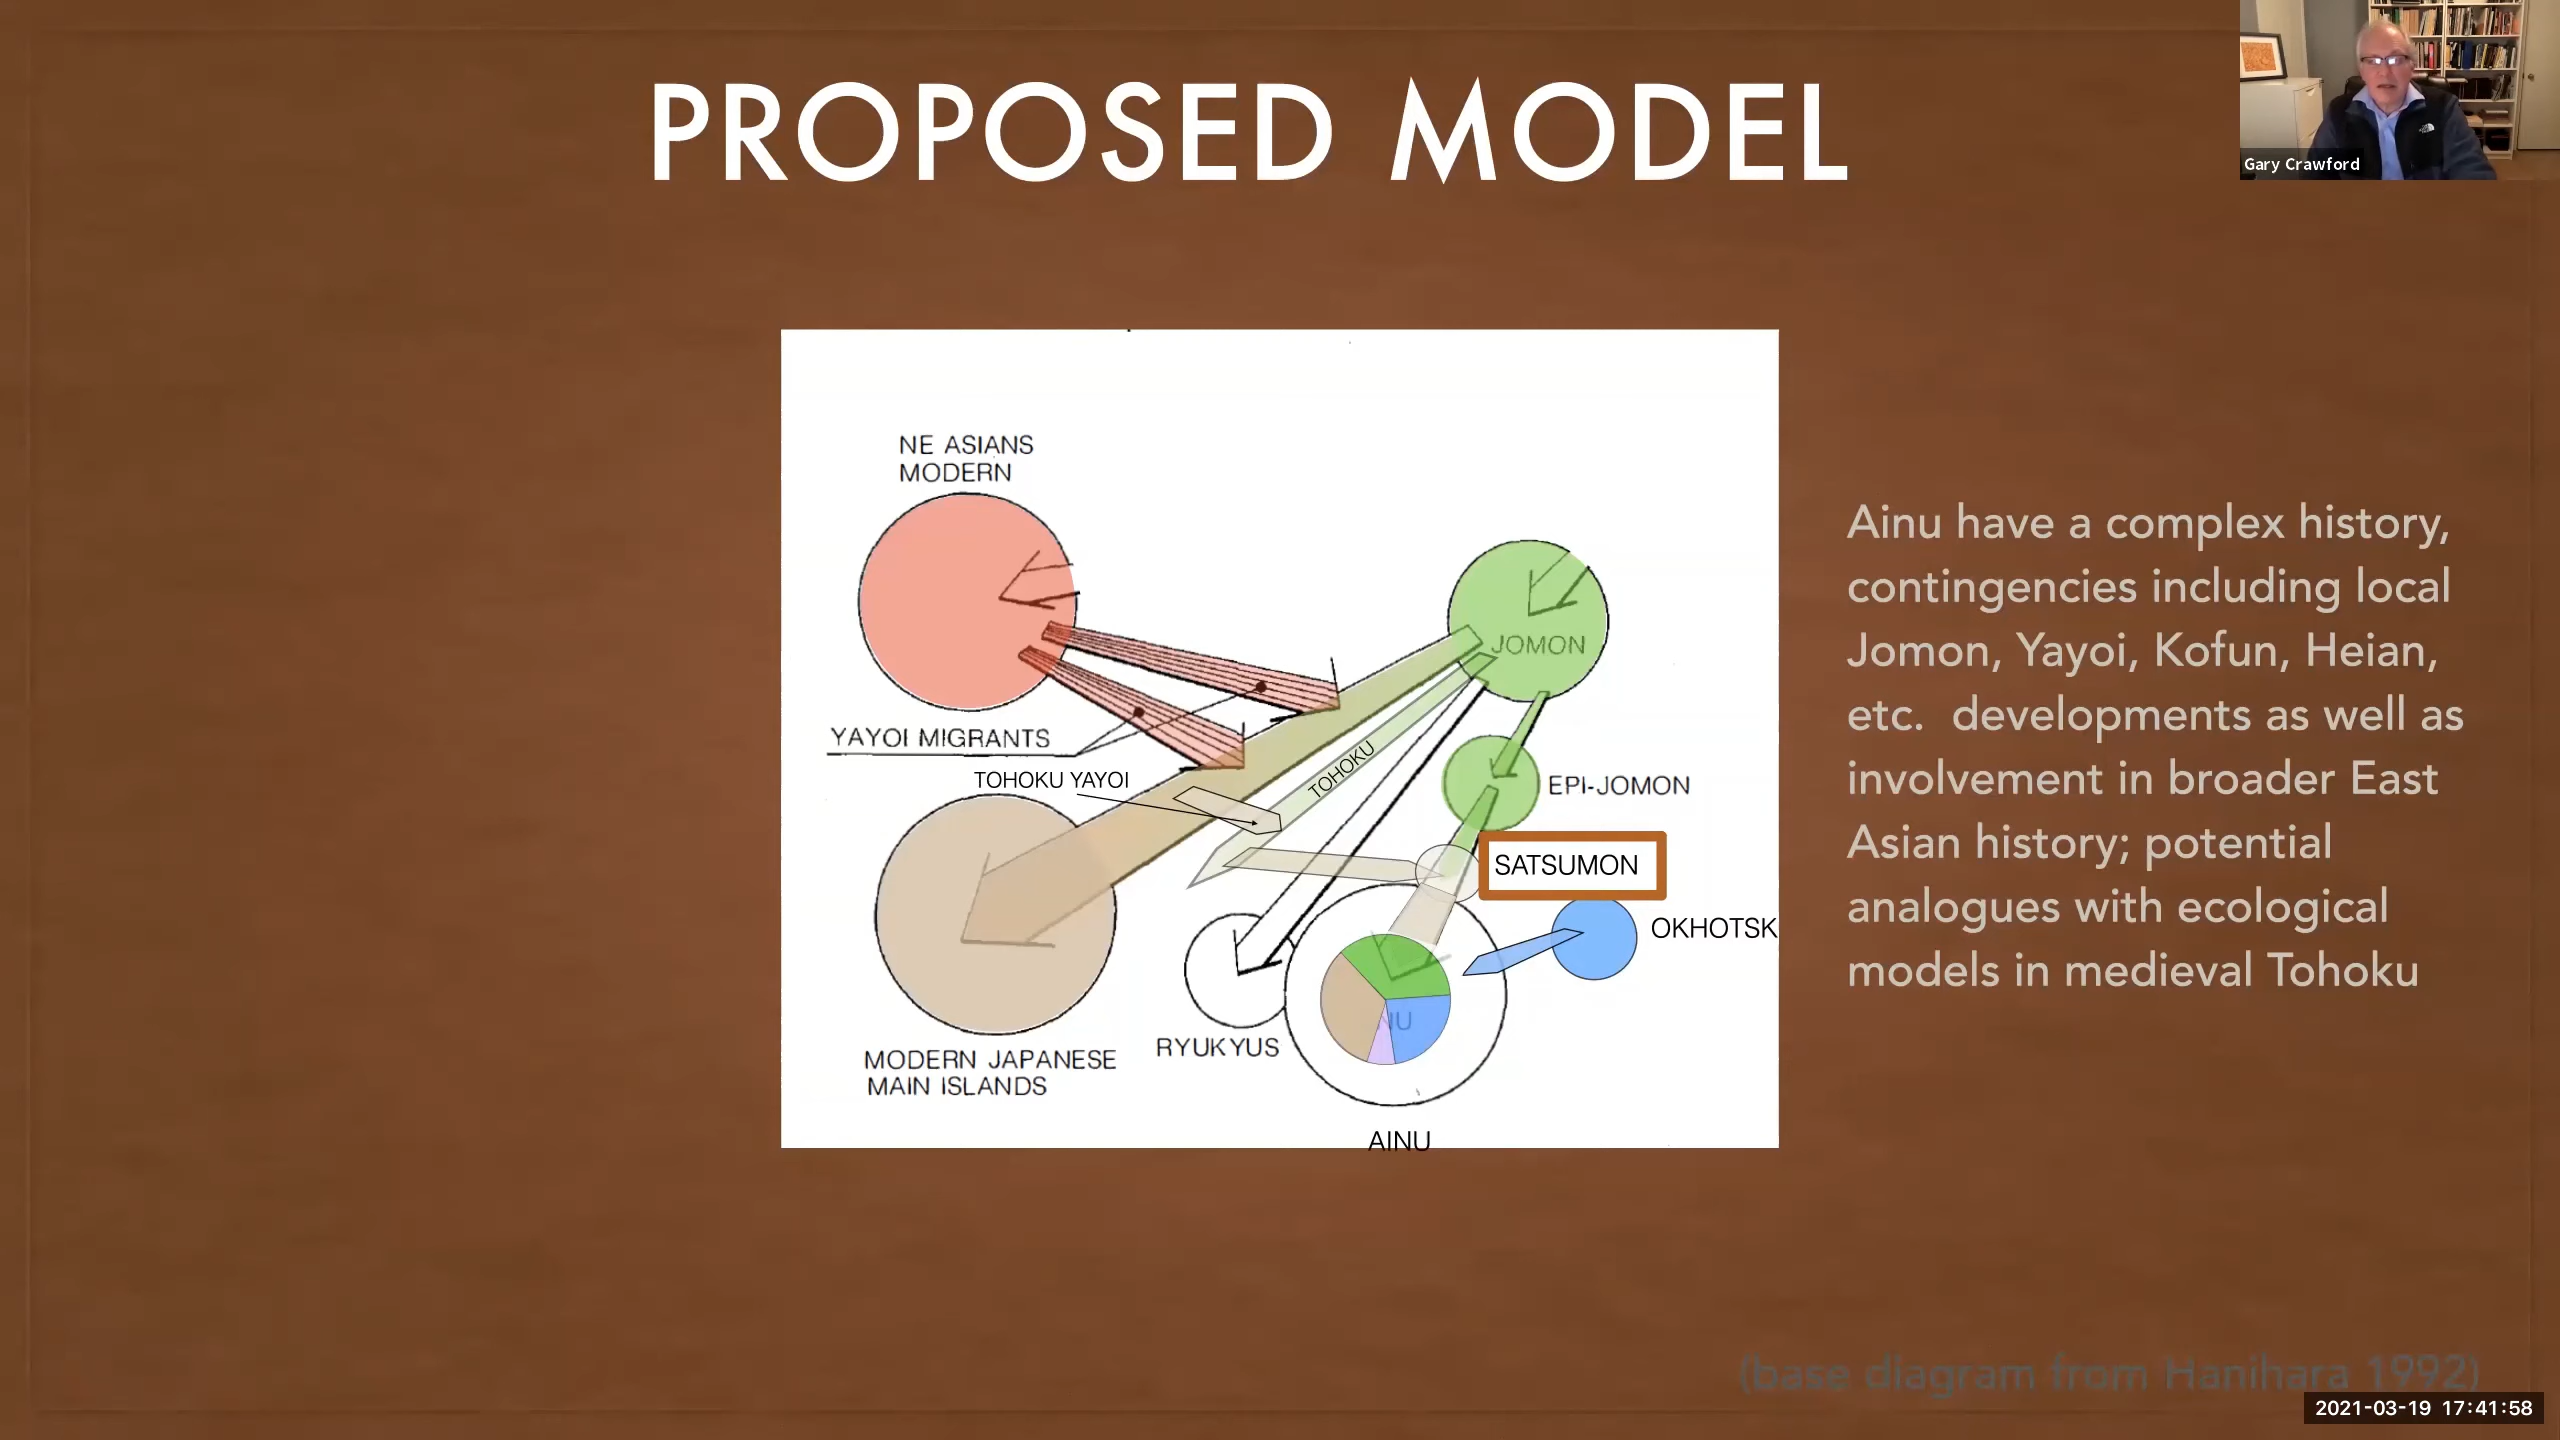 PROPOSED MODEL
Gary Crawford
NE ASIANS
MODERN
JOMON
YAYOI MIGRANTS
TOHOKU YAYOI
TOHOKU
EPI-JOMON
SATSUMON
OKHOTSK
NU
RYUKYUS
MODERN JAPANESE
MAIN ISLANDS
AINU
Ainu have a complex history,
contingencies including local
Jomon, Yayoi, Kofun, Heian,
etc.  developments as well as
involvement in broader East
Asian history; potential
analogues with ecological
models in medieval Tohoku
(base diagram from Hanihara 1992)
2021-03-19 17:41:58